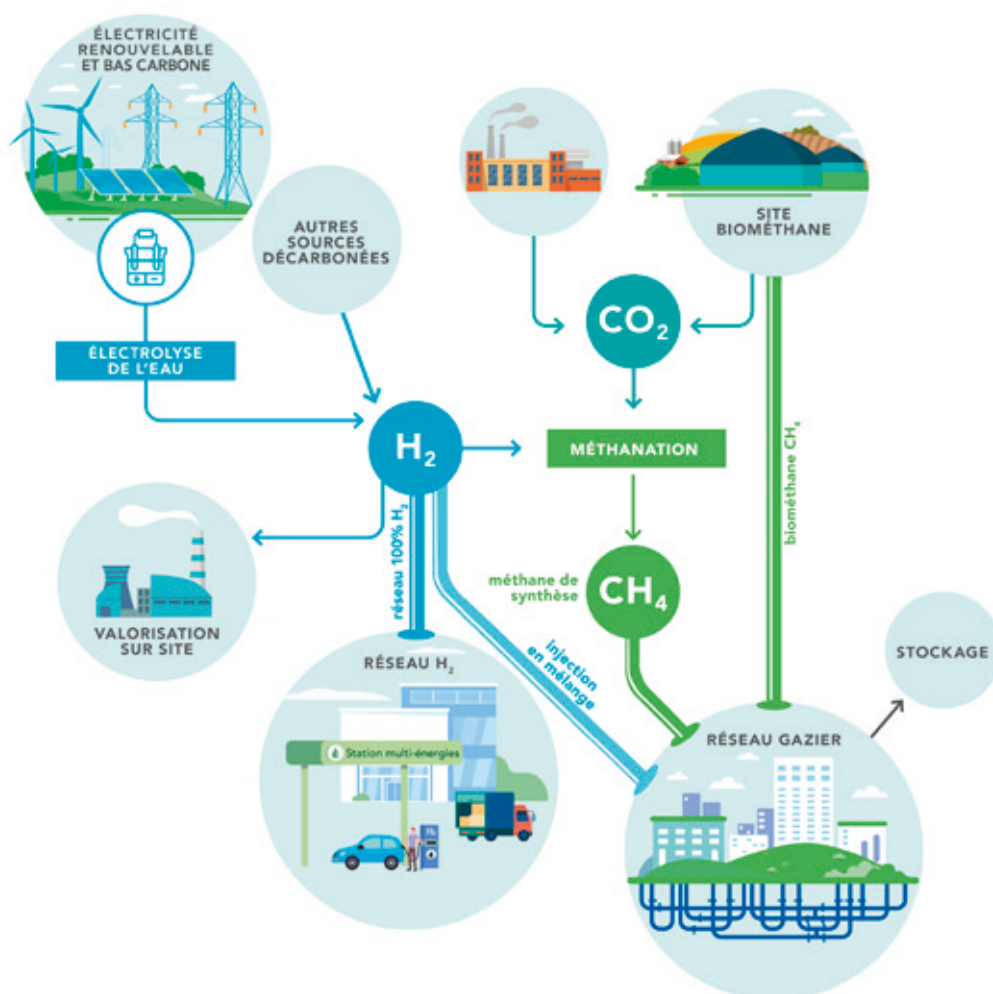 ÉLECTRICITÉ
RENOUVELABLE
ET BAS CARBONE
+ −
ÉLECTROLYSE
DE L'EAU
AUTRES
SOURCES
DÉCARBONÉES
SITE
BIOMÉTHANE
CO₂
H₂
MÉTHANATION
biométhane CH₄
réseau 100% H₂
VALORISATION
SUR SITE
méthane de
synthèse
CH₄
injection
en mélange
STOCKAGE
RÉSEAU H₂
Station multi-énergies
H₂
RÉSEAU GAZIER